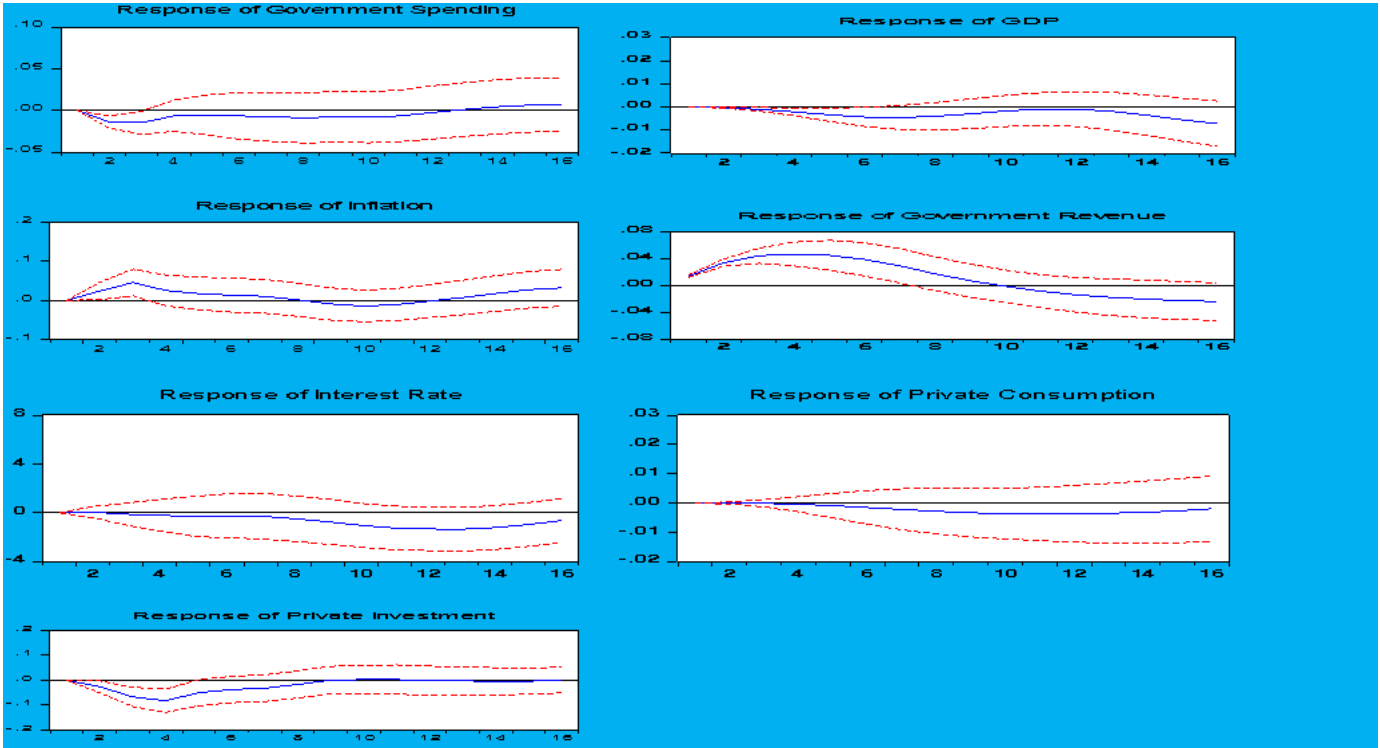 Response of Government Spending
.10
.05
.00
-.05
2 4 6 8 10 12 14 16
Response of GDP
.03
.02
.01
.00
-.01
-.02
2 4 6 8 10 12 14 16
Response of Inflation
.2
.1
.0
-.1
2 4 6 8 10 12 14 16
Response of Government Revenue
.08
.04
.00
-.04
-.08
2 4 6 8 10 12 14 16
Response of Interest Rate
8
4
0
-4
2 4 6 8 10 12 14 16
Response of Private Consumption
.03
.02
.01
.00
-.01
-.02
2 4 6 8 10 12 14 16
Response of Private Investment
.2
.1
.0
-.1
-.2
2 4 6 8 10 12 14 16